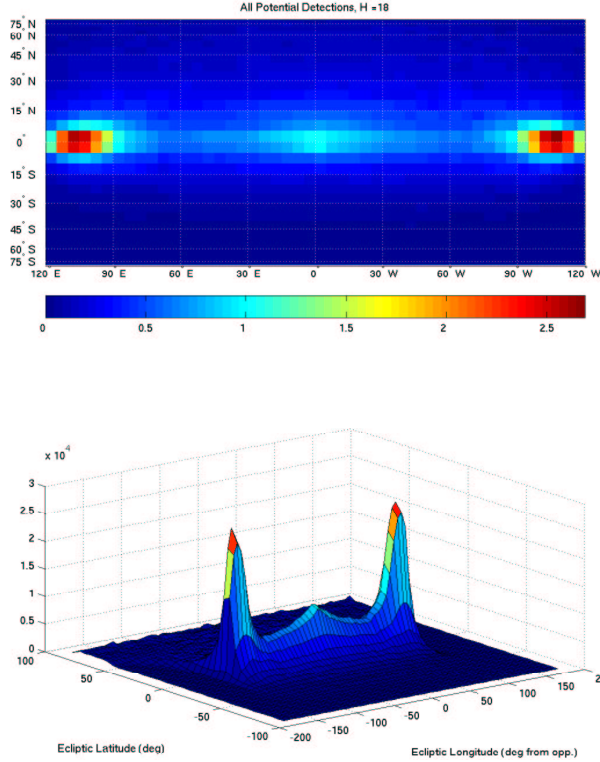 All Potential Detections, H =18
75° N
60° N
45° N
30° N
15° N
0°
15° S
30° S
45° S
60° S
75° S
120° E 90° E 60° E 30° E 0° 30° W 60° W 90° W 120° W
0 0.5 1 1.5 2 2.5
x 10^4
3
2.5
2
1.5
1
0.5
0
100 50 0 -50 -100
-200 -150 -100 -50 0 50 100 150 2
Ecliptic Latitude (deg)
Ecliptic Longitude (deg from opp.)